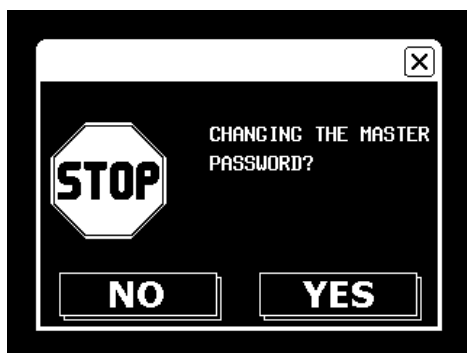 CHANGING THE MASTER
PASSWORD?
STOP
NO
YES